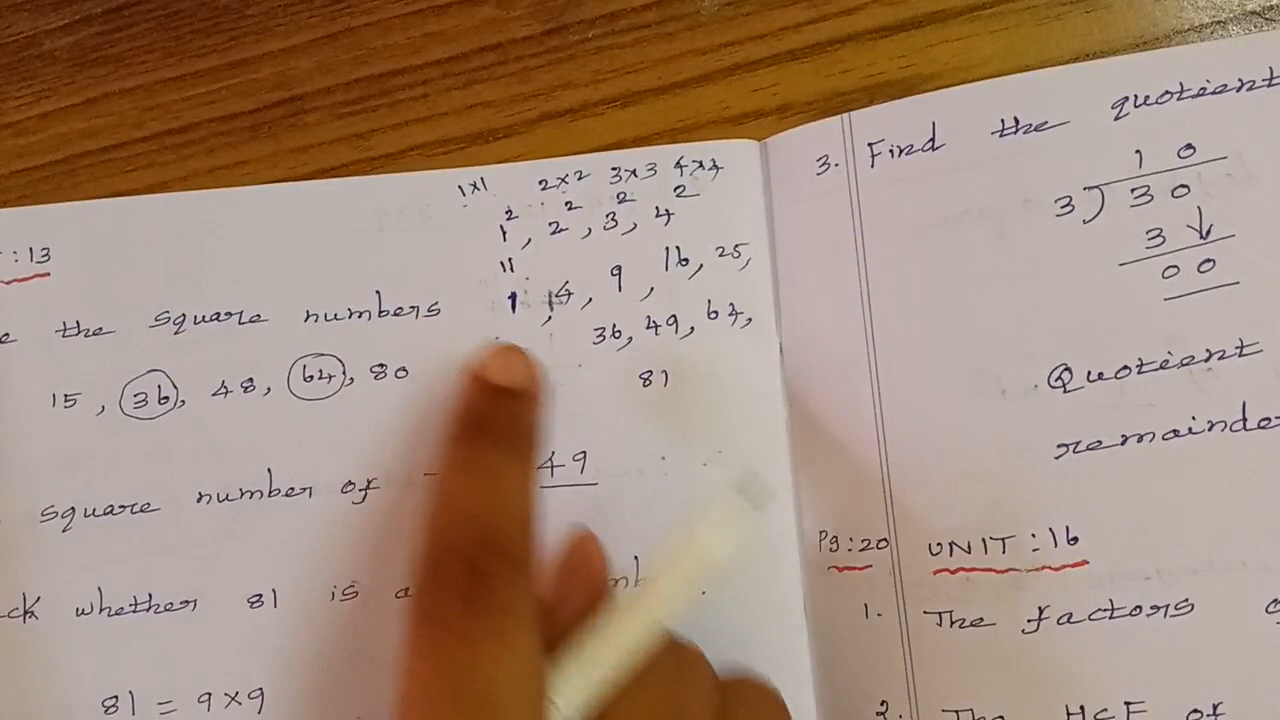 1×1 2×2 3×3 4×4
1², 2², 3², 4²
: 13
11
1, 4, 9, 16, 25,
the square numbers
36, 49, 64,
15, 36, 48, 64, 80
81
square number of 49
whether 81 is a
81 = 9×9
3. Find the quotient
10
3)30
3
00
Quotient
Pg:20 UNIT:16
1. The factors
2. The HCF of